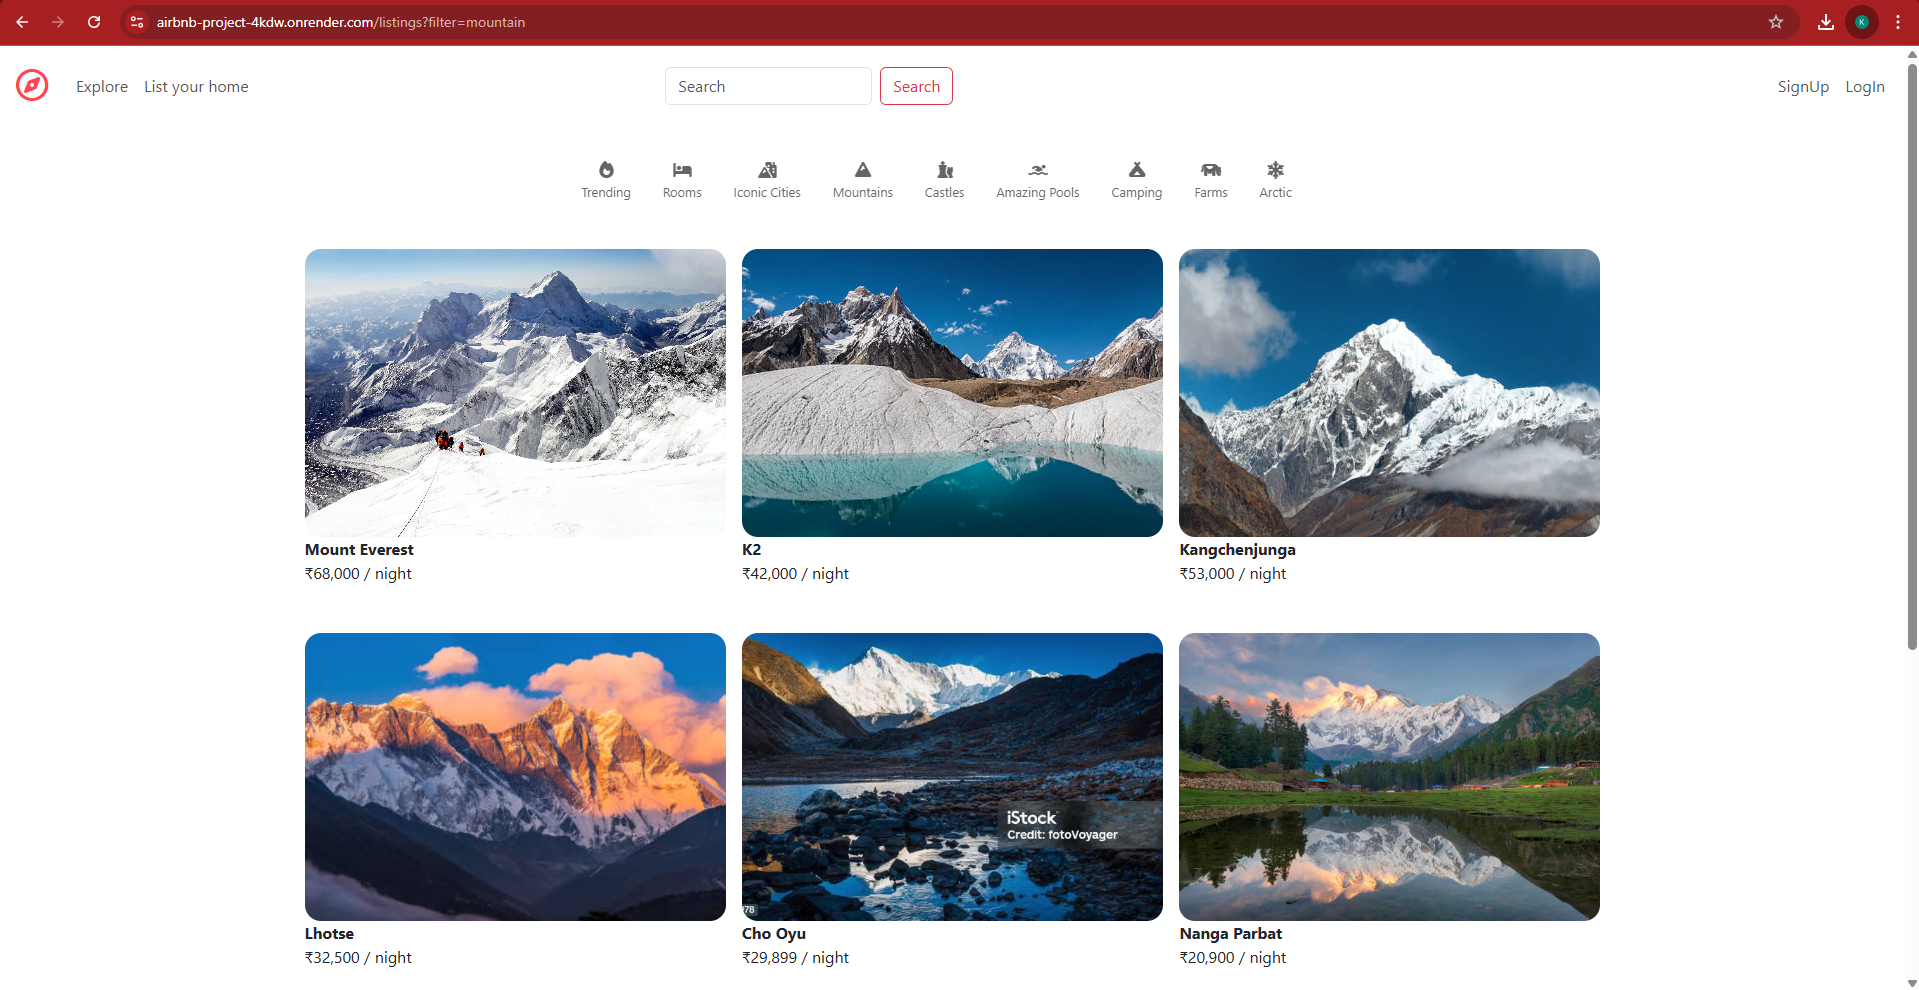 airbnb-project-4kdw.onrender.com/listings?filter=mountain
K
Explore List your home
Search
Search
SignUp LogIn
Trending Rooms Iconic Cities Mountains Castles Amazing Pools Camping Farms Arctic
Mount Everest
₹68,000 / night
K2
₹42,000 / night
Kangchenjunga
₹53,000 / night
iStock
Credit: fotoVoyager
78
Lhotse
₹32,500 / night
Cho Oyu
₹29,899 / night
Nanga Parbat
₹20,900 / night